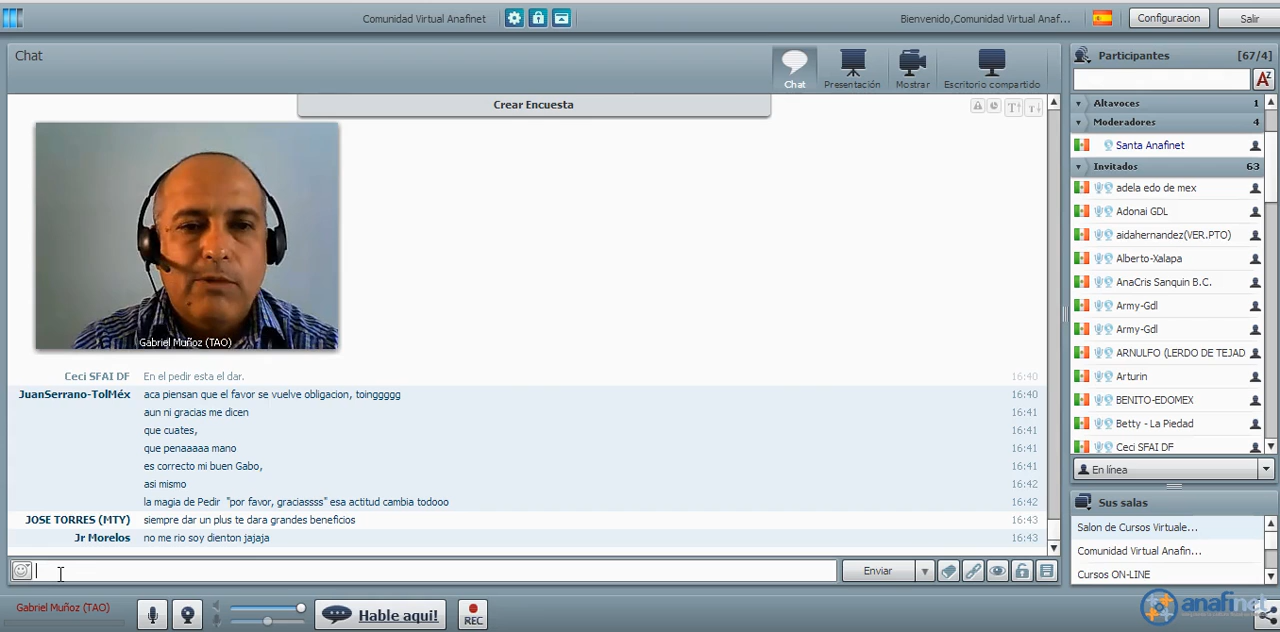 Comunidad Virtual Anafinet
Bienvenido,Comunidad Virtual Anaf...
Configuracion
Salir
Chat
Chat
Presentación
Mostrar
Escritorio compartido
Crear Encuesta
Gabriel Muñoz (TAO)
Ceci SFAI DF En el pedir esta el dar. 16:40
JuanSerrano-TolMéx aca piensan que el favor se vuelve obligacion, toinggggg 16:40
aun ni gracias me dicen 16:41
que cuates, 16:41
que penaaaaa mano 16:41
es correcto mi buen Gabo, 16:41
asi mismo 16:42
la magia de Pedir "por favor, graciassss" esa actitud cambia todooo 16:42
JOSE TORRES (MTY) siempre dar un plus te dara grandes beneficios 16:43
Jr Morelos no me rio soy dienton jajaja 16:43
Enviar
Gabriel Muñoz (TAO)
Hable aqui!
REC
Participantes [67/4]
Altavoces 1
Moderadores 4
Santa Anafinet
Invitados 63
adela edo de mex
Adonai GDL
aidahernandez(VER.PTO)
Alberto-Xalapa
AnaCris Sanquin B.C.
Army-Gdl
Army-Gdl
ARNULFO (LERDO DE TEJAD
Arturin
BENITO-EDOMEX
Betty - La Piedad
Ceci SFAI DF
En línea
Sus salas
Salon de Cursos Virtuale...
Comunidad Virtual Anafin...
Cursos ON-LINE
anafinet